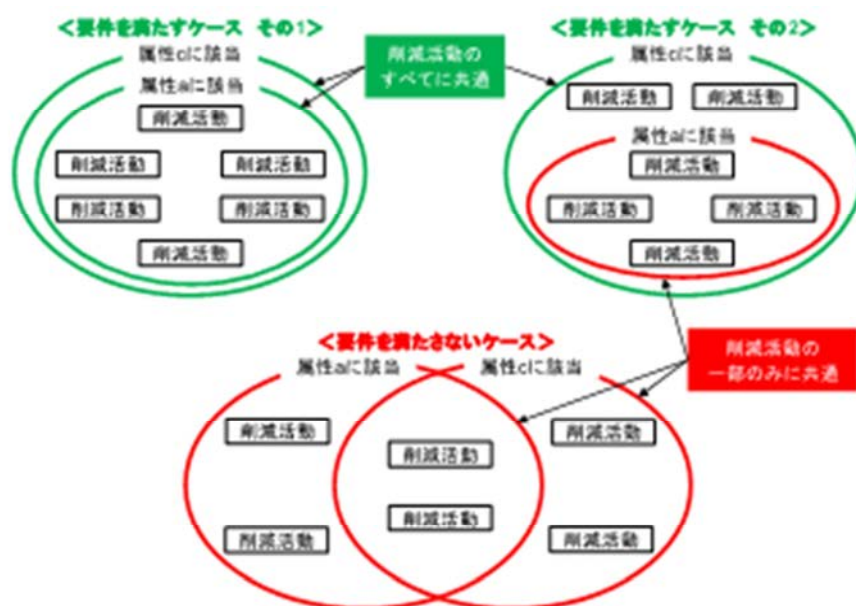 ＜要件を満たすケース その1＞
属性cに該当
属性aに該当
削減活動
削減活動
削減活動
削減活動
削減活動
削減活動
削減活動の
すべてに共通
＜要件を満たすケース その2＞
属性cに該当
削減活動
削減活動
属性aに該当
削減活動
削減活動
削減活動
削減活動
＜要件を満たさないケース＞
属性aに該当
属性cに該当
削減活動
削減活動
削減活動
削減活動
削減活動
削減活動
削減活動の
一部のみに共通